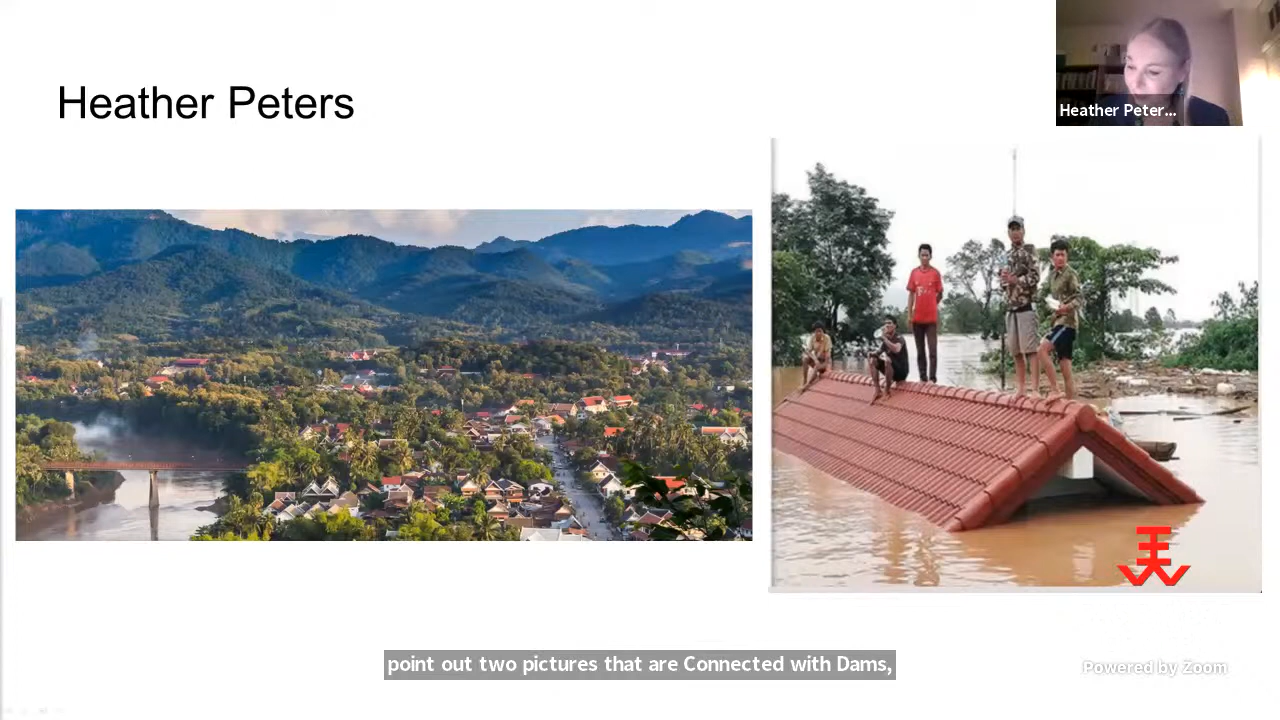 Heather Peters
Heather Peter...
point out two pictures that are Connected with Dams,
Powered by Zoom